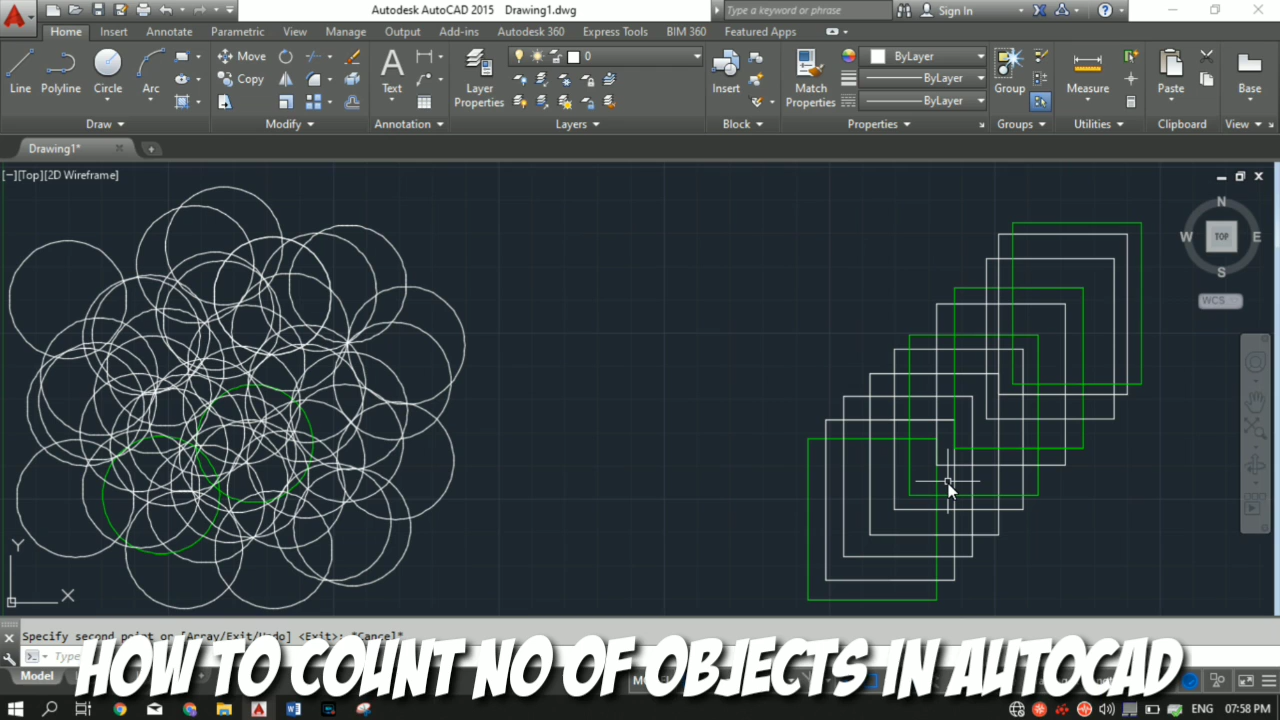 Autodesk AutoCAD 2015 Drawing1.dwg
Type a keyword or phrase
Sign In
Home Insert Annotate Parametric View Manage Output Add-ins Autodesk 360 Express Tools BIM 360 Featured Apps
Line Polyline Circle Arc
Move
Copy
Text
Layer Properties
0
Insert
Match Properties
ByLayer
ByLayer
ByLayer
Group
Measure
Paste
Base
Draw Modify Annotation Layers Block Properties Groups Utilities Clipboard View
Drawing1*
[−][Top][2D Wireframe]
N
W TOP E
S
WCS
Y
X
Specify second point or [Array/Exit/Undo] <Exit>: *Cancel*
HOW TO COUNT NO OF OBJECTS IN AUTOCAD
Model
ENG 07:58 PM